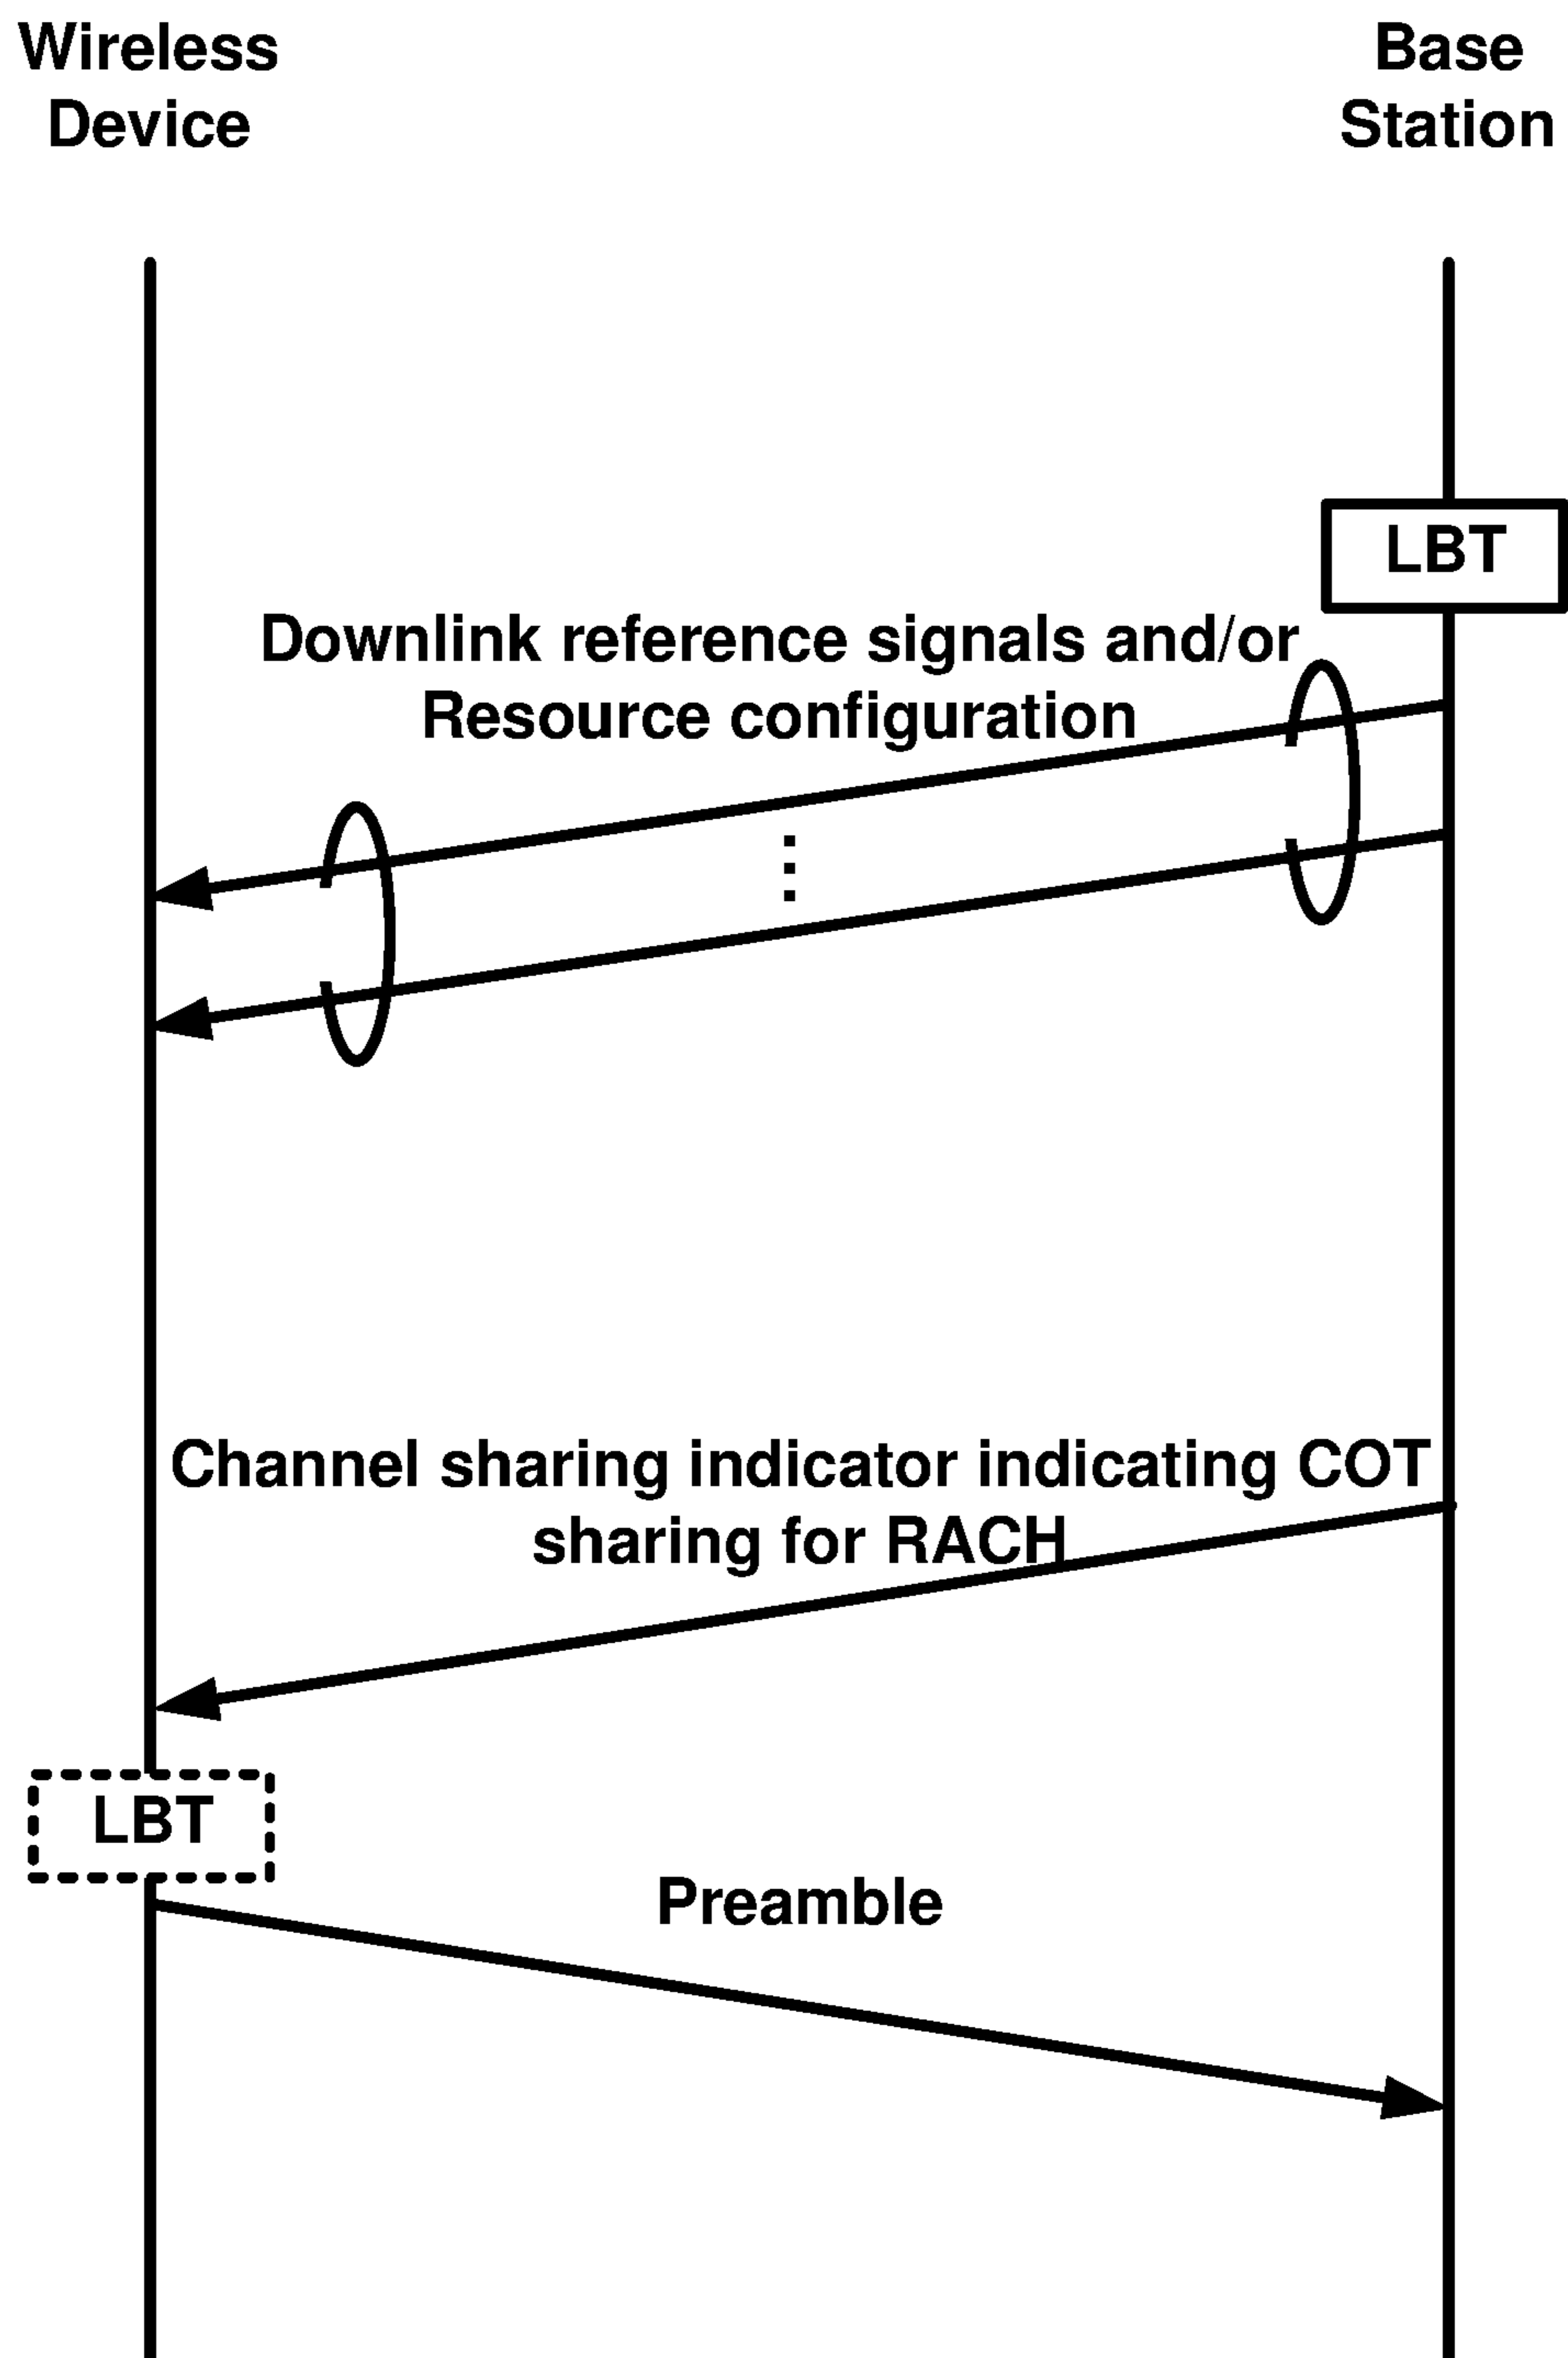 Wireless
Device
Base
Station
LBT
Downlink reference signals and/or
Resource configuration
Channel sharing indicator indicating COT
sharing for RACH
LBT
Preamble